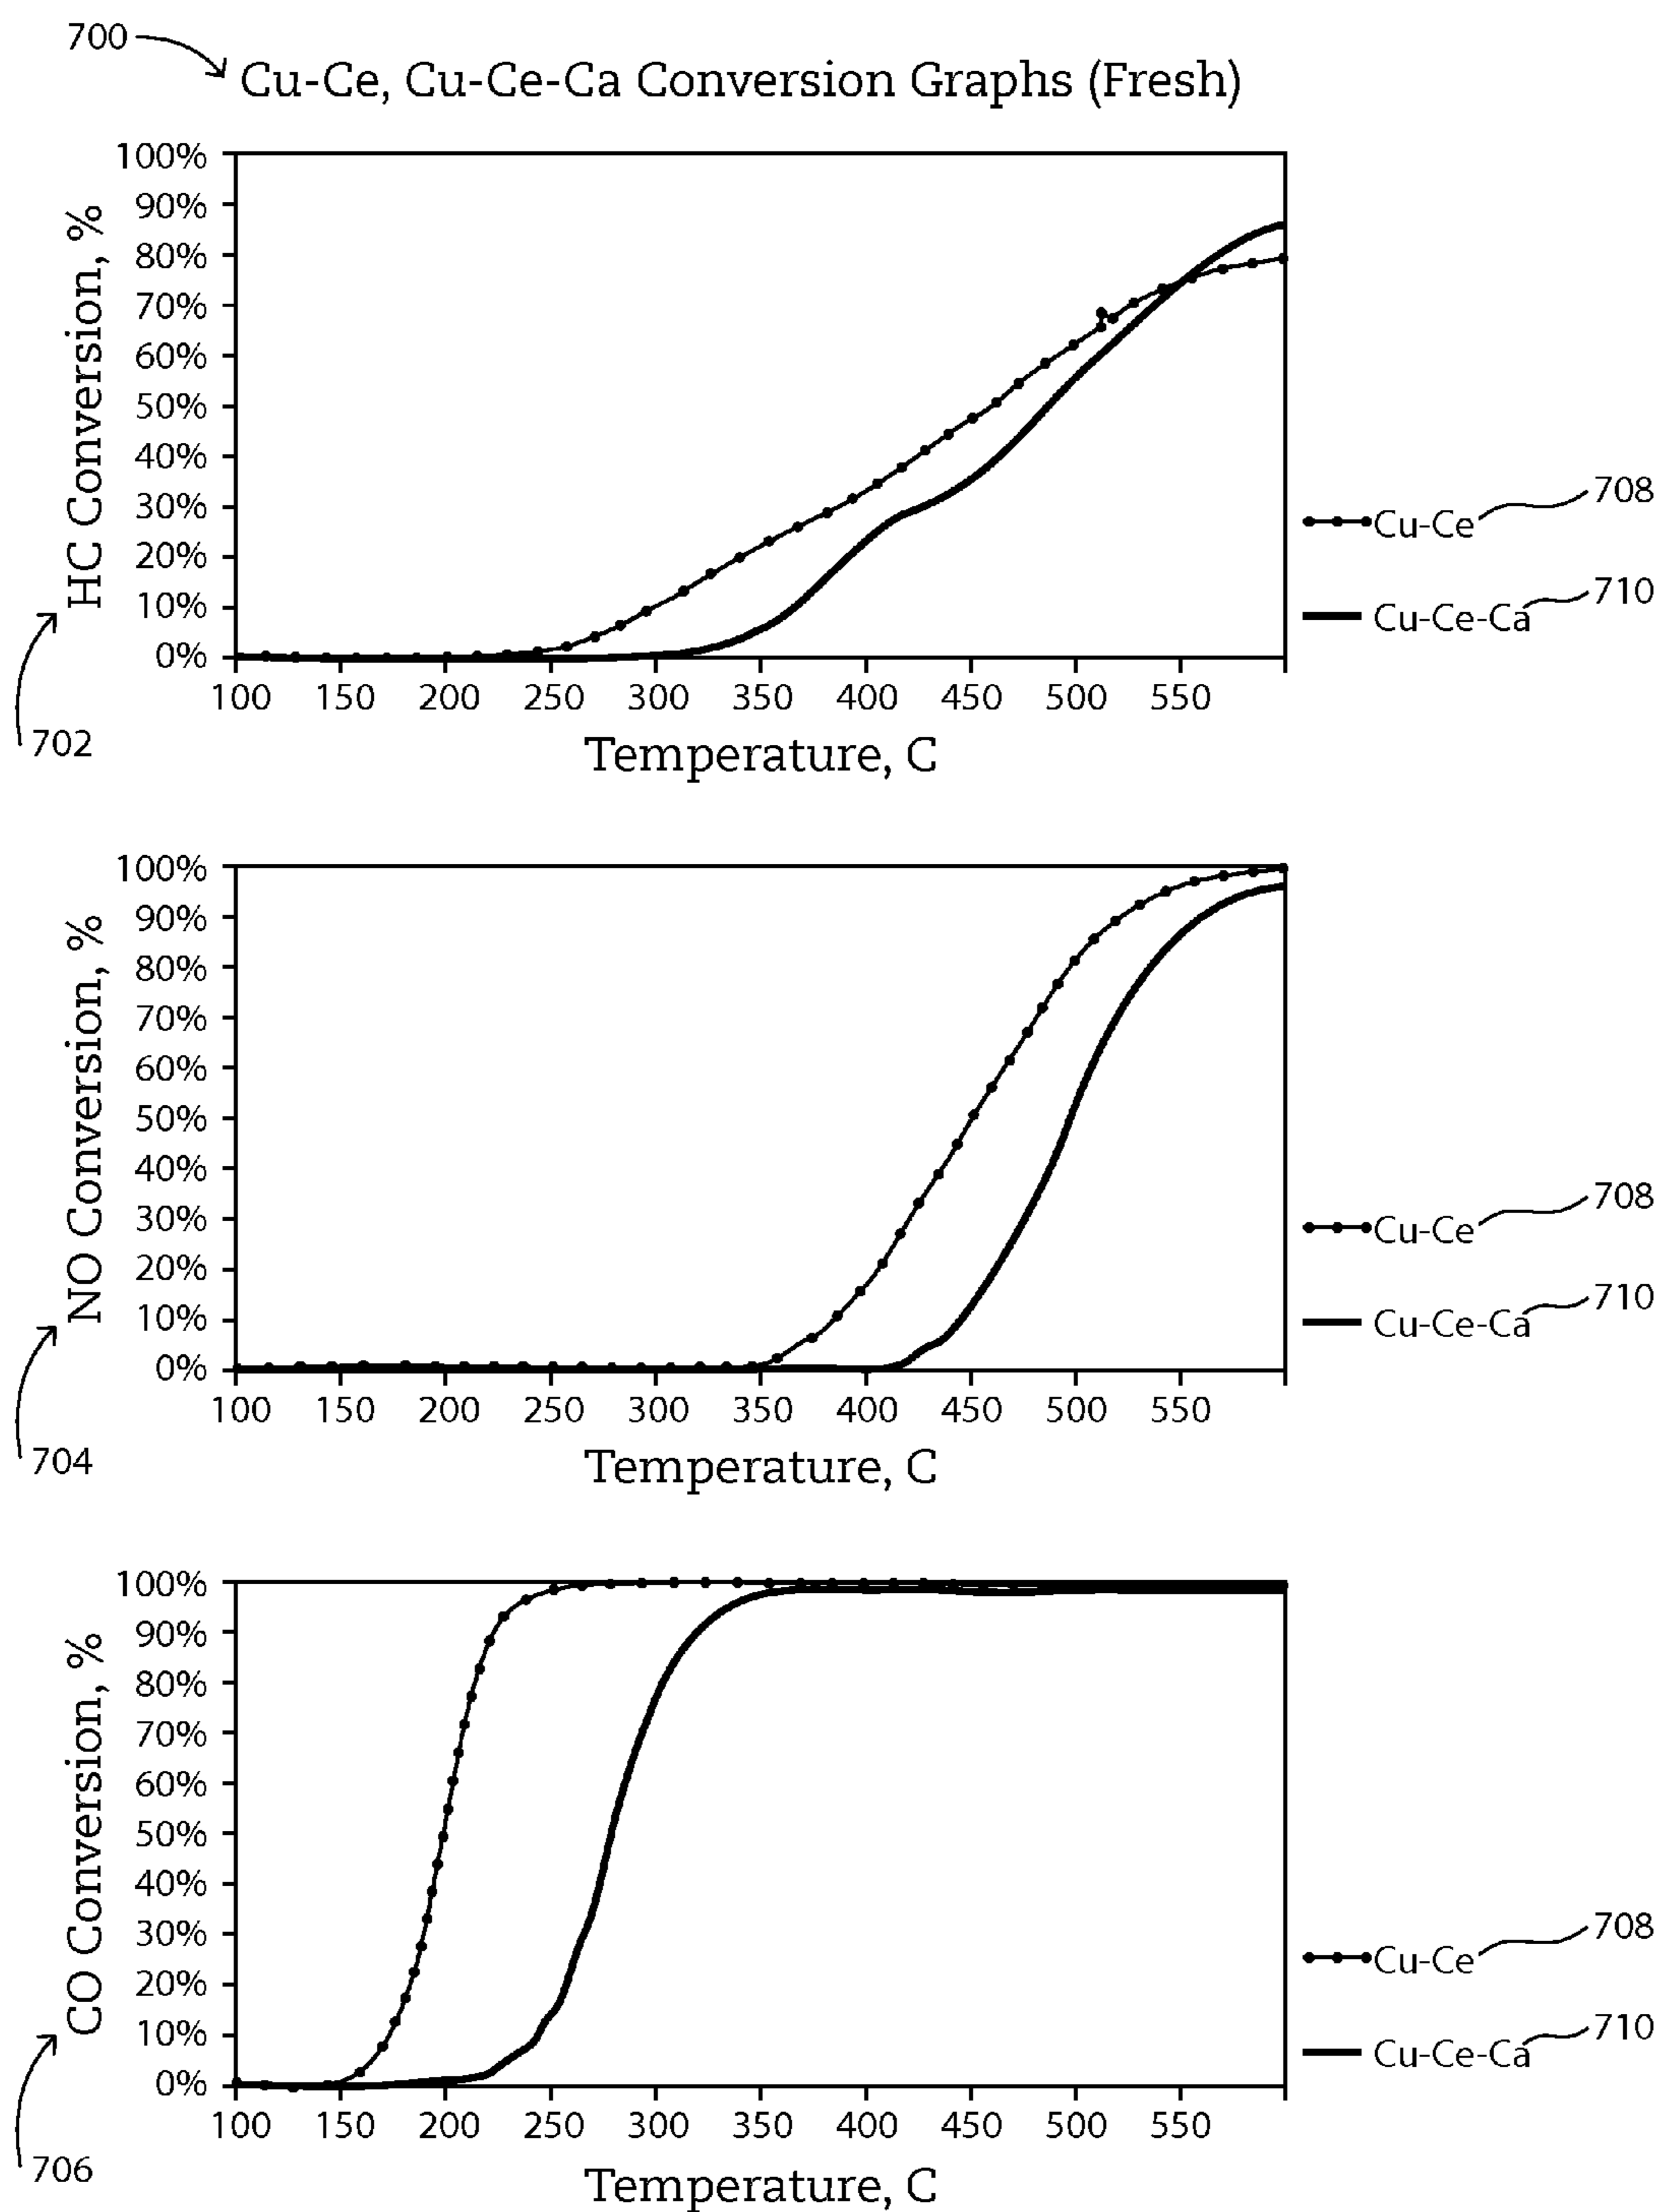 700
Cu-Ce, Cu-Ce-Ca Conversion Graphs (Fresh)
HC Conversion, %
100%
90%
80%
70%
60%
50%
40%
30%
20%
10%
0%
100 150 200 250 300 350 400 450 500 550
Temperature, C
Cu-Ce 708
Cu-Ce-Ca 710
702
NO Conversion, %
100%
90%
80%
70%
60%
50%
40%
30%
20%
10%
0%
100 150 200 250 300 350 400 450 500 550
Temperature, C
Cu-Ce 708
Cu-Ce-Ca 710
704
CO Conversion, %
100%
90%
80%
70%
60%
50%
40%
30%
20%
10%
0%
100 150 200 250 300 350 400 450 500 550
Temperature, C
Cu-Ce 708
Cu-Ce-Ca 710
706